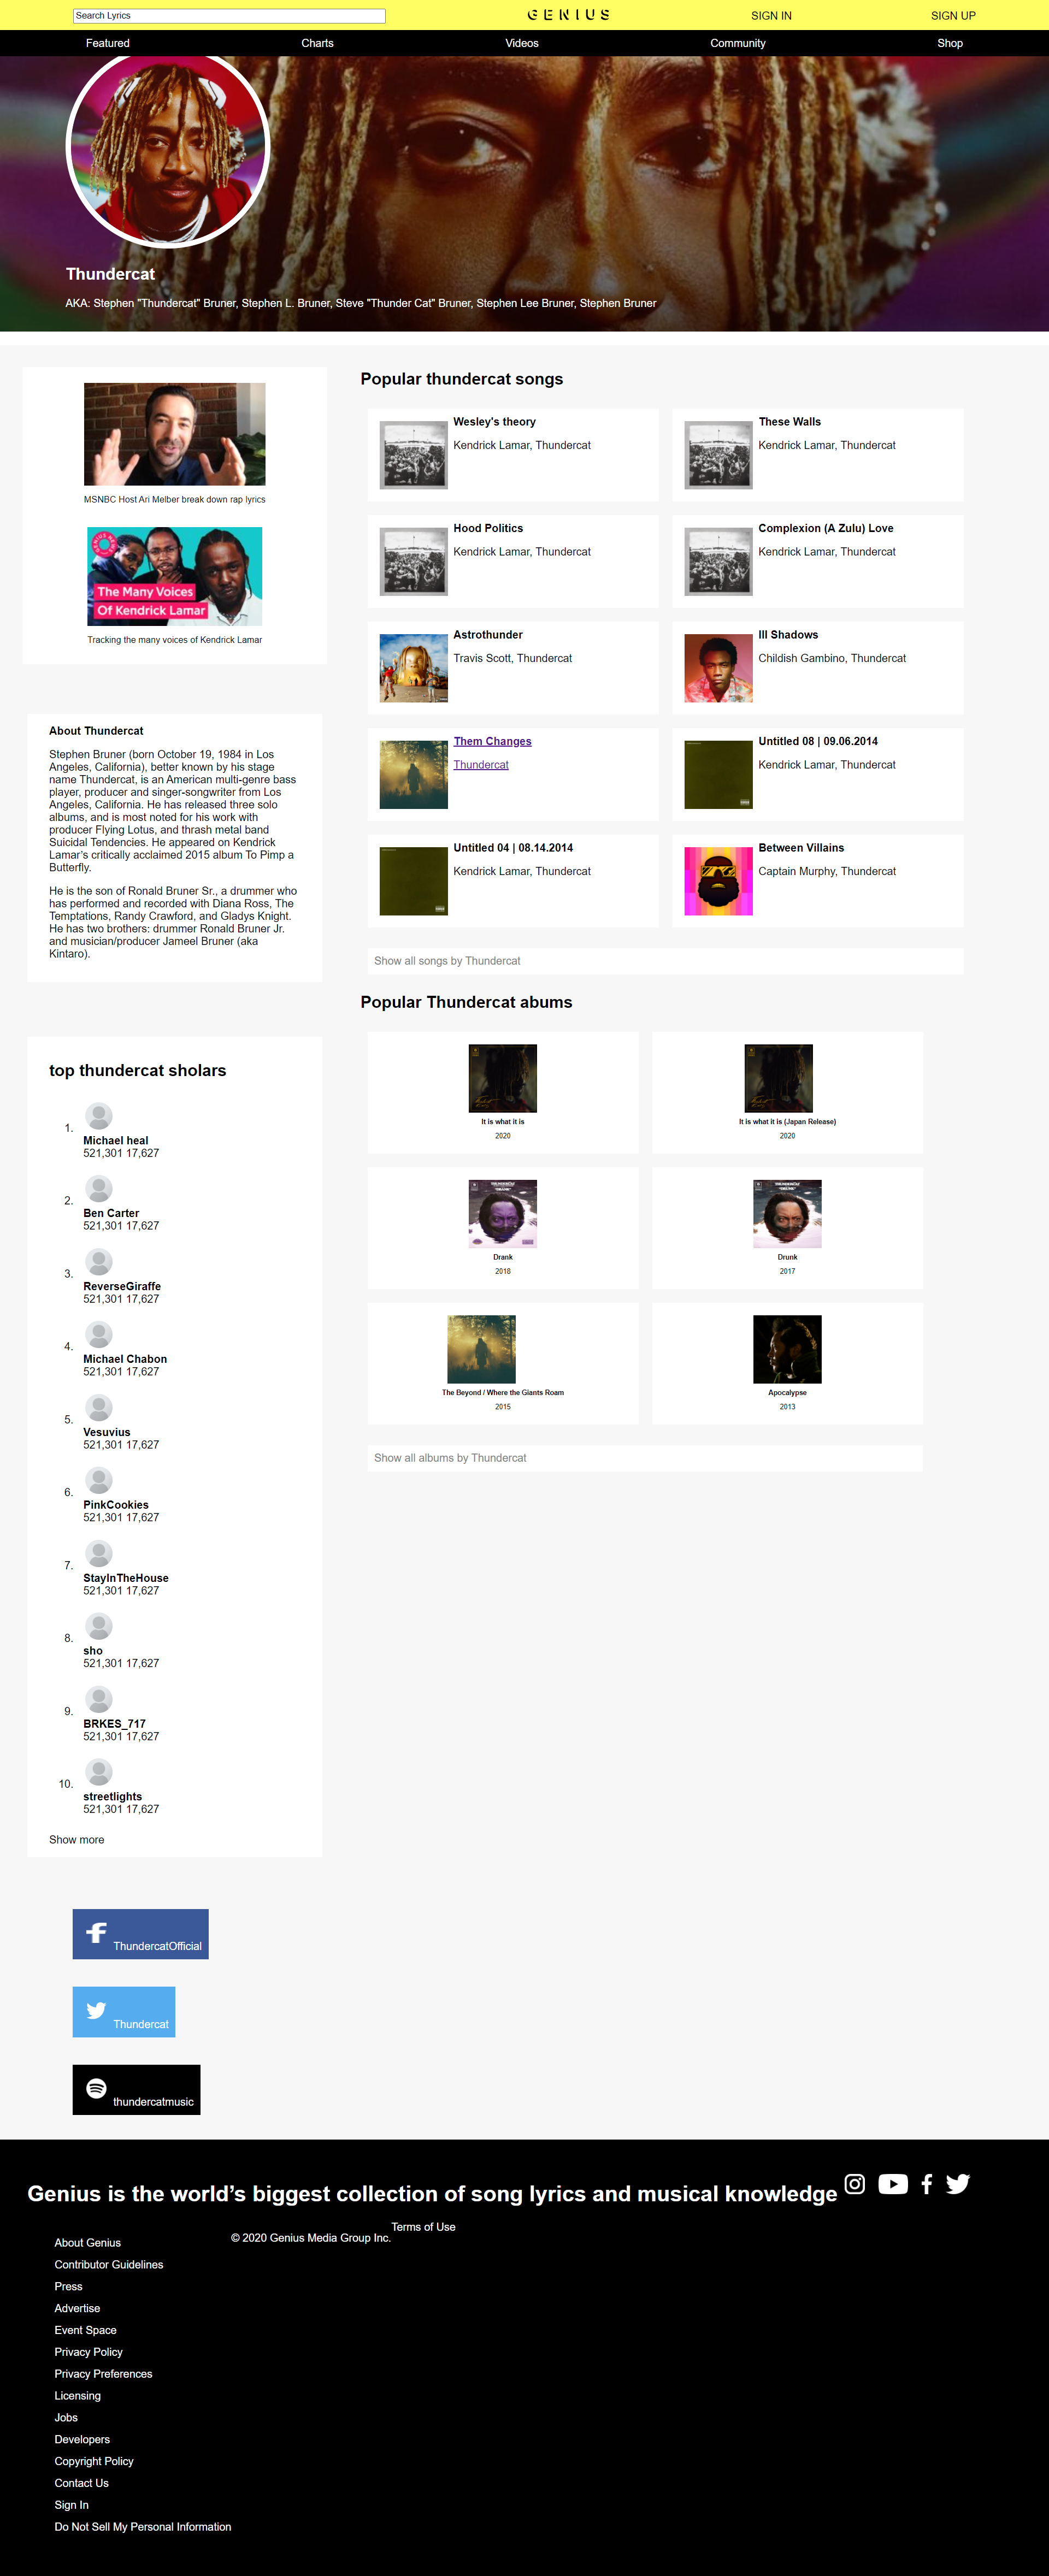 Search Lyrics
GENIUS
SIGN IN
SIGN UP
Featured
Charts
Videos
Community
Shop
Thundercat
AKA: Stephen "Thundercat" Bruner, Stephen L. Bruner, Steve "Thunder Cat" Bruner, Stephen Lee Bruner, Stephen Bruner
MSNBC Host Ari Melber break down rap lyrics
The Many Voices
Of Kendrick Lamar
Tracking the many voices of Kendrick Lamar
About Thundercat
Stephen Bruner (born October 19, 1984 in Los
Angeles, California), better known by his stage
name Thundercat, is an American multi-genre bass
player, producer and singer-songwriter from Los
Angeles, California. He has released three solo
albums, and is most noted for his work with
producer Flying Lotus, and thrash metal band
Suicidal Tendencies. He appeared on Kendrick
Lamar's critically acclaimed 2015 album To Pimp a
Butterfly.
He is the son of Ronald Bruner Sr., a drummer who
has performed and recorded with Diana Ross, The
Temptations, Randy Crawford, and Gladys Knight.
He has two brothers: drummer Ronald Bruner Jr.
and musician/producer Jameel Bruner (aka
Kintaro).
top thundercat sholars
1.
Michael heal
521,301 17,627
2.
Ben Carter
521,301 17,627
3.
ReverseGiraffe
521,301 17,627
4.
Michael Chabon
521,301 17,627
5.
Vesuvius
521,301 17,627
6.
PinkCookies
521,301 17,627
7.
StayInTheHouse
521,301 17,627
8.
sho
521,301 17,627
9.
BRKES_717
521,301 17,627
10.
streetlights
521,301 17,627
Show more
ThundercatOfficial
Thundercat
thundercatmusic
Popular thundercat songs
Wesley's theory
Kendrick Lamar, Thundercat
These Walls
Kendrick Lamar, Thundercat
Hood Politics
Kendrick Lamar, Thundercat
Complexion (A Zulu) Love
Kendrick Lamar, Thundercat
Astrothunder
Travis Scott, Thundercat
Ill Shadows
Childish Gambino, Thundercat
Them Changes
Thundercat
Untitled 08 | 09.06.2014
Kendrick Lamar, Thundercat
Untitled 04 | 08.14.2014
Kendrick Lamar, Thundercat
Between Villains
Captain Murphy, Thundercat
Show all songs by Thundercat
Popular Thundercat abums
It is what it is
2020
It is what it is (Japan Release)
2020
Drank
2018
Drunk
2017
The Beyond / Where the Giants Roam
2015
Apocalypse
2013
Show all albums by Thundercat
Genius is the world’s biggest collection of song lyrics and musical knowledge
About Genius
Contributor Guidelines
Press
Advertise
Event Space
Privacy Policy
Privacy Preferences
Licensing
Jobs
Developers
Copyright Policy
Contact Us
Sign In
Do Not Sell My Personal Information
© 2020 Genius Media Group Inc.
Terms of Use